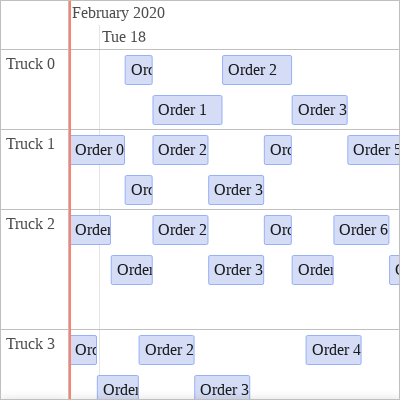 February 2020
Tue 18
Truck 0
Orc
Order 2
Order 1
Order 3
Truck 1
Order 0
Order 2
Orc
Order 5
Orc
Order 3
Truck 2
Order
Order 2
Orc
Order 6
Order
Order 3
Order
Truck 3
Orc
Order 2
Order 4
Order
Order 3